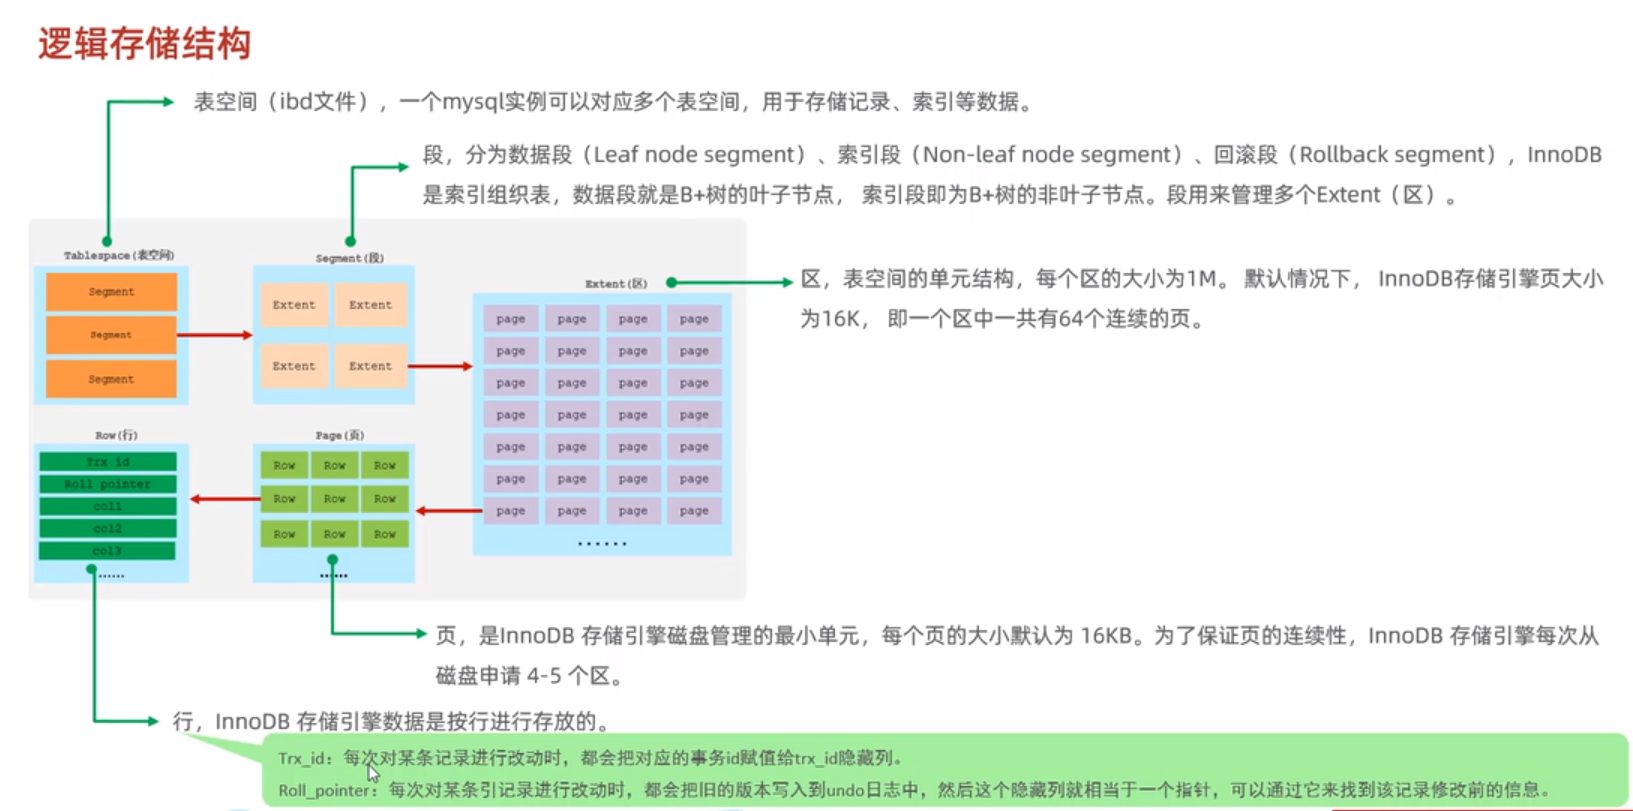 逻辑存储结构
表空间（ibd文件），一个mysql实例可以对应多个表空间，用于存储记录、索引等数据。
段，分为数据段（Leaf node segment）、索引段（Non-leaf node segment）、回滚段（Rollback segment），InnoDB
是索引组织表，数据段就是B+树的叶子节点， 索引段即为B+树的非叶子节点。段用来管理多个Extent（区）。
Tablespace(表空间)
Segment
Segment
Segment
Segment(段)
Extent Extent
Extent Extent
Extent(区)
区，表空间的单元结构，每个区的大小为1M。 默认情况下， InnoDB存储引擎页大小
为16K， 即一个区中一共有64个连续的页。
page page page page
page page page page
page page page page
page page page page
page page page page
page page page page
page page page page
......
Row(行)
Trx id
Roll pointer
col1
col2
col3
......
Page(页)
Row Row Row
Row Row Row
Row Row Row
......
页，是InnoDB 存储引擎磁盘管理的最小单元，每个页的大小默认为 16KB。为了保证页的连续性，InnoDB 存储引擎每次从
磁盘申请 4-5 个区。
行，InnoDB 存储引擎数据是按行进行存放的。
Trx_id：每次对某条记录进行改动时，都会把对应的事务id赋值给trx_id隐藏列。
Roll_pointer：每次对某条引记录进行改动时，都会把旧的版本写入到undo日志中，然后这个隐藏列就相当于一个指针，可以通过它来找到该记录修改前的信息。